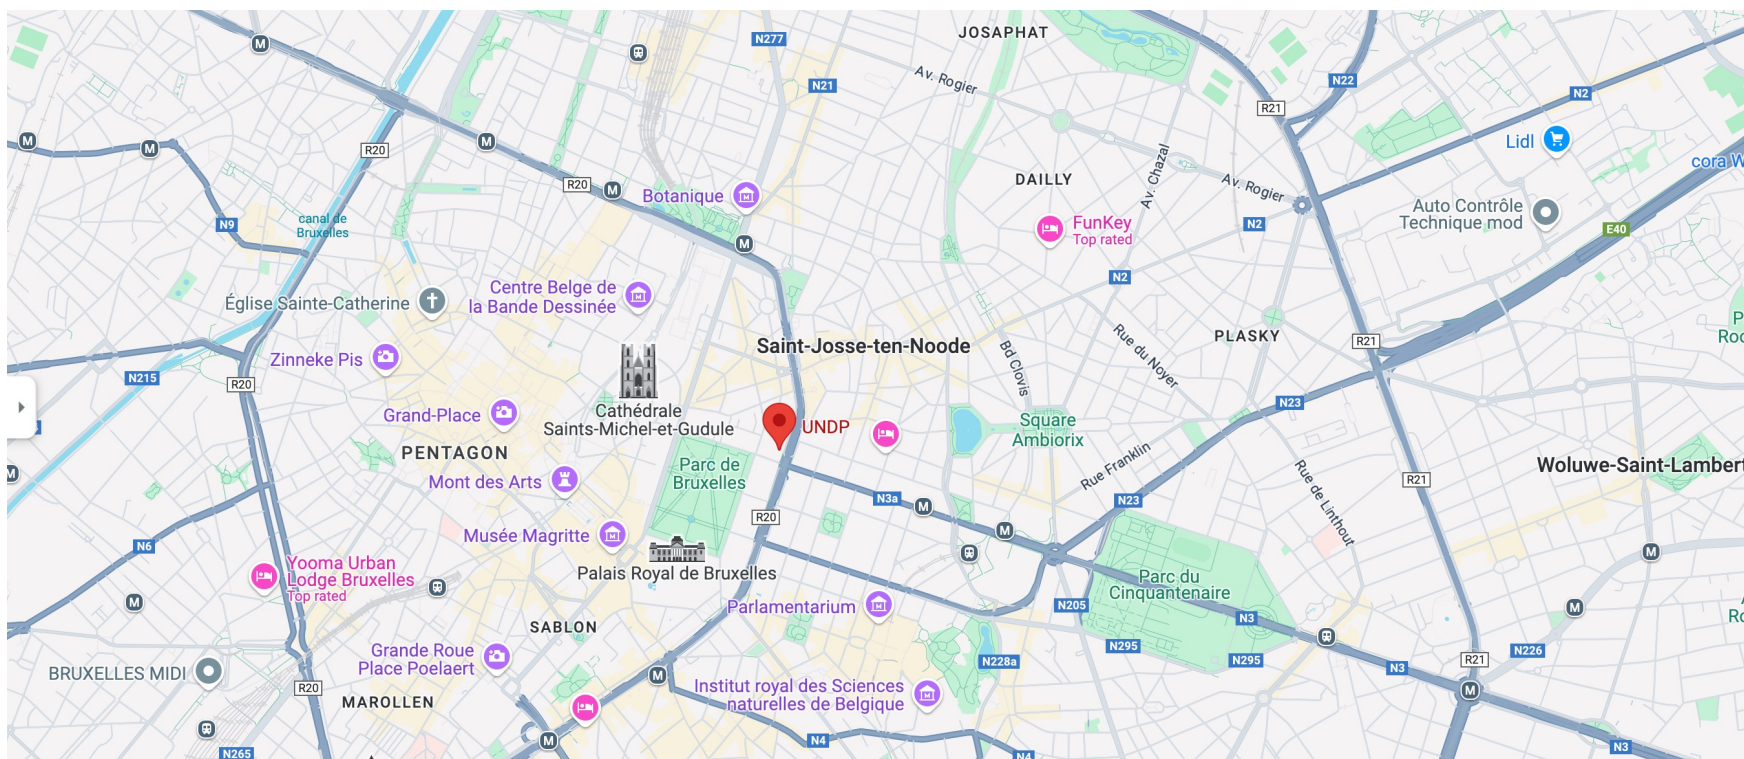 JOSAPHAT
N277
M
Av. Rogier
N22
N21
N2
R21
M
M
M
R20
Lidl
Av. Chazal
cora W
DAILLY
R20
M
Botanique
Av. Rogier
Auto Contrôle
Technique mod
canal de
Bruxelles
N9
FunKey
Top rated
N2
E40
M
N2
Centre Belge de
la Bande Dessinée
Église Sainte-Catherine
P
Roo
Saint-Josse-ten-Noode
Rue du Noyer
PLASKY
R21
Bd Clovis
Zinneke Pis
N215
R20
Cathédrale
Saints-Michel-et-Gudule
Grand-Place
UNDP
Square
Ambiorix
N23
PENTAGON
Parc de
Bruxelles
Rue Franklin
Woluwe-Saint-Lambert
M
Mont des Arts
N3a
M
N23
Rue de Linthout
R21
R20
M
Musée Magritte
N6
M
Yooma Urban
Lodge Bruxelles
Top rated
Palais Royal de Bruxelles
Parc du
Cinquantenaire
M
Parlamentarium
N205
M
N3
Ro
SABLON
N295
N295
N226
Grande Roue
Place Poelaert
N228a
R21
BRUXELLES MIDI
M
N3
R20
Institut royal des Sciences
naturelles de Belgique
M
MAROLLEN
M
N4
N3
N265
N4